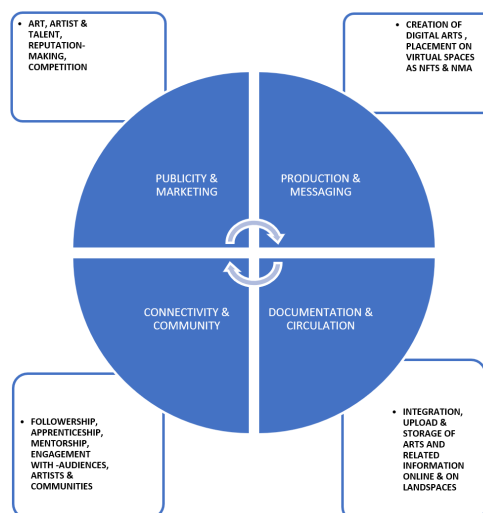 • ART, ARTIST &
TALENT,
REPUTATION-
MAKING,
COMPETITION
• CREATION OF
DIGITAL ARTS ,
PLACEMENT ON
VIRTUAL SPACES
AS NFTS & NMA
PUBLICITY &
MARKETING
PRODUCTION &
MESSAGING
CONNECTIVITY &
COMMUNITY
DOCUMENTATION &
CIRCULATION
• FOLLOWERSHIP,
APPRENTICESHIP,
MENTORSHIP,
ENGAGEMENT
WITH -AUDIENCES,
ARTISTS &
COMMUNITIES
• INTEGRATION,
UPLOAD &
STORAGE OF
ARTS AND
RELATED
INFORMATION
ONLINE & ON
LANDSPACES